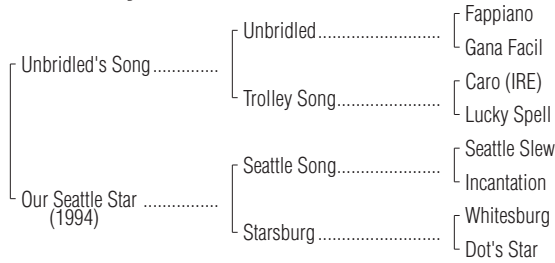 Fappiano
Unbridled..................
Gana Facil
Unbridled's Song..............
Caro (IRE)
Trolley Song...................
Lucky Spell
Seattle Slew
Seattle Song...................
Incantation
Our Seattle Star ................
(1994)
Whitesburg
Starsburg......................
Dot's Star